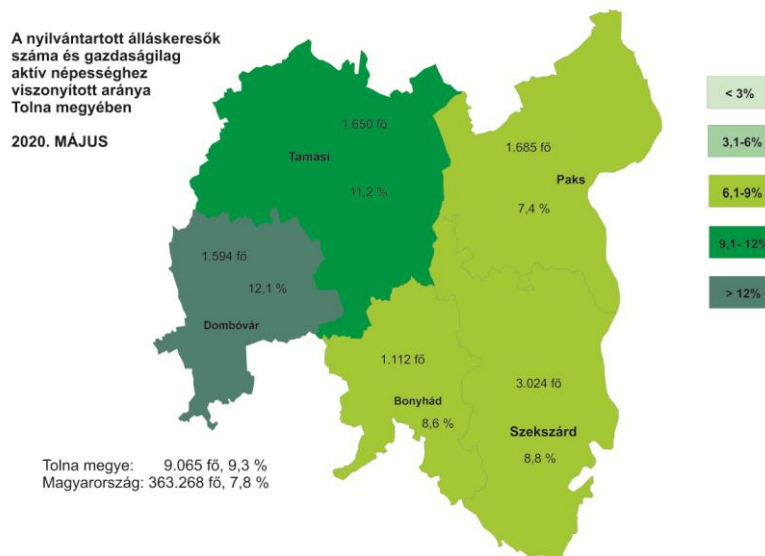 A nyilvántartott álláskeresők
száma és gazdaságilag
aktív népességhez
viszonyított aránya
Tolna megyében
2020. MÁJUS
1.650 fő
Tamási
11,2 %
1.685 fő
Paks
7,4 %
1.594 fő
12,1 %
Dombóvár
1.112 fő
Bonyhád
8,6 %
3.024 fő
Szekszárd
8,8 %
< 3%
3,1-6%
6,1-9%
9,1- 12%
> 12%
Tolna megye: 9.065 fő, 9,3 %
Magyarország: 363.268 fő, 7,8 %